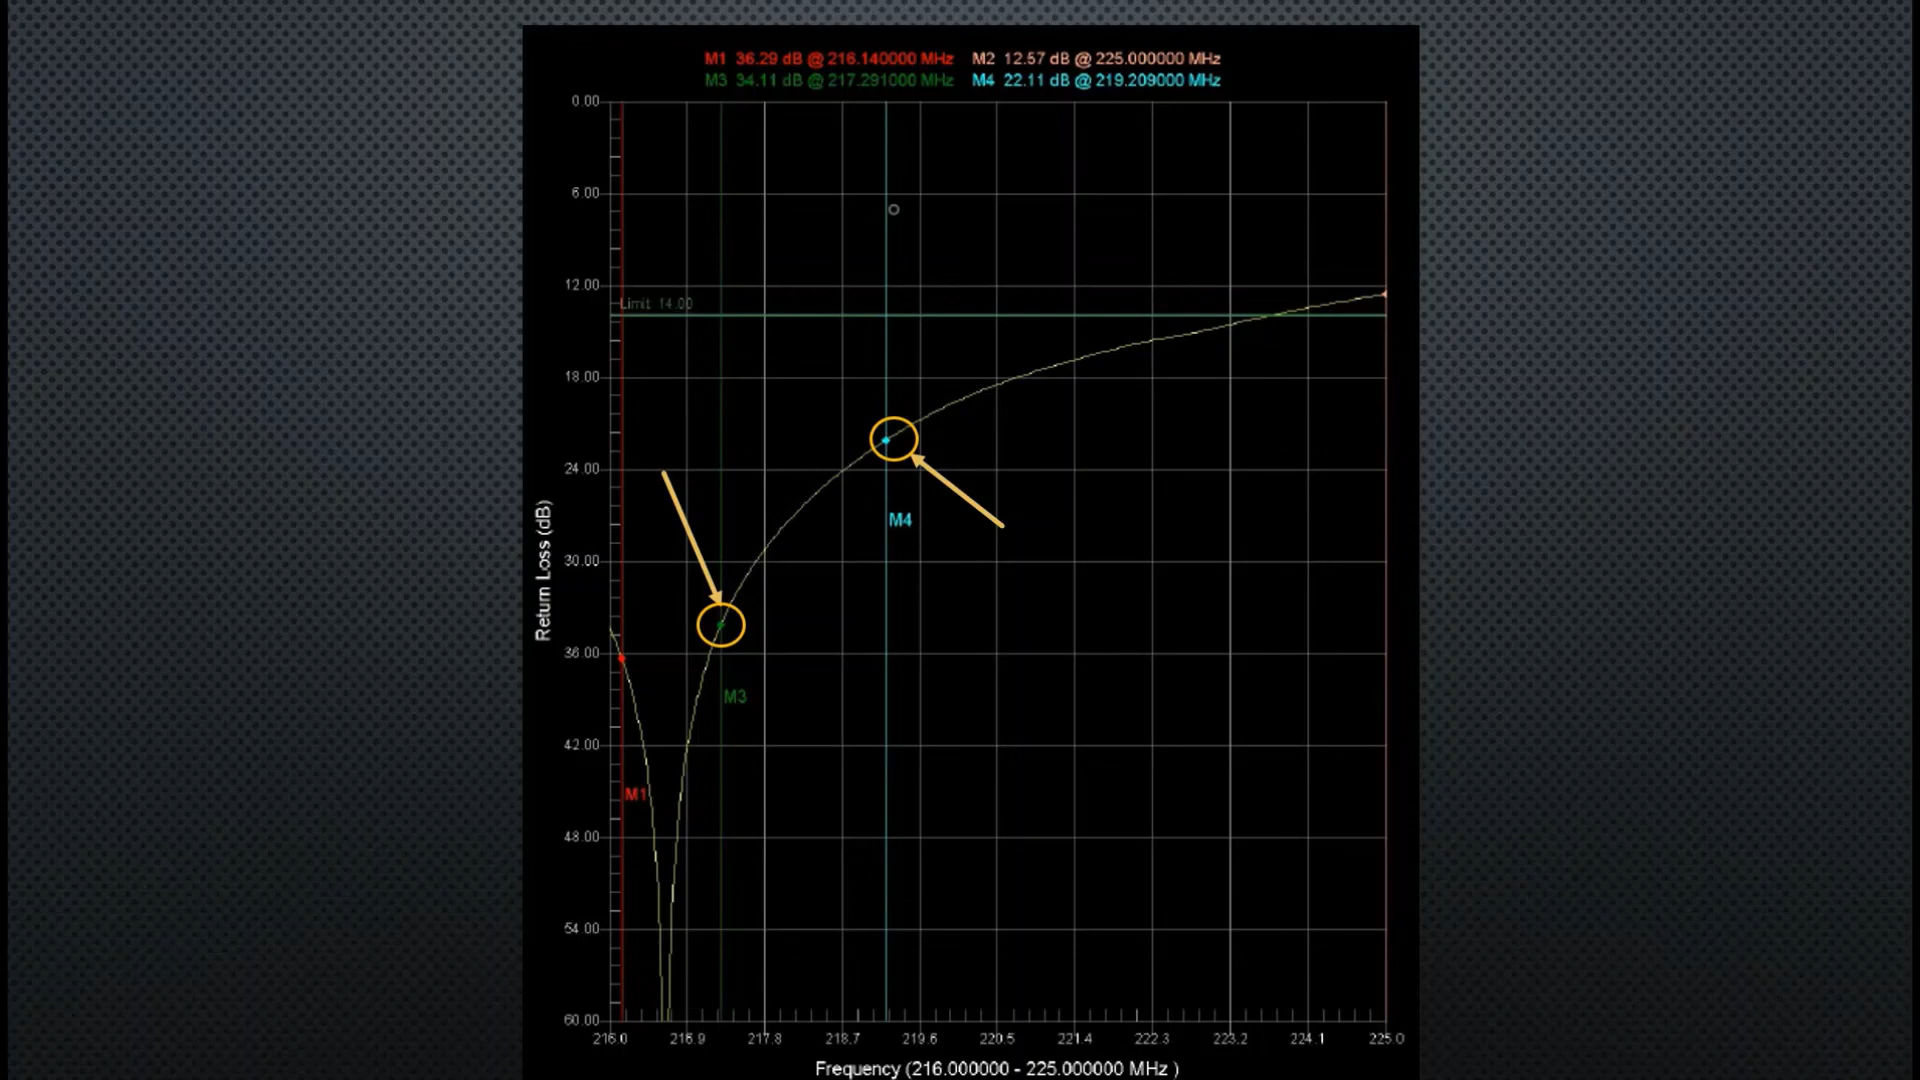 M1 36.29 dB @ 216.140000 MHz M2 12.57 dB @ 225.000000 MHz
M3 34.11 dB @ 217.291000 MHz M4 22.11 dB @ 219.209000 MHz
0.00
6.00
12.00
Limit 14.00
18.00
24.00
M4
30.00
Return Loss (dB)
36.00
M3
42.00
M1
48.00
54.00
60.00
216.0 216.9 217.8 218.7 219.6 220.5 221.4 222.3 223.2 224.1 225.0
Frequency (216.000000 - 225.000000 MHz )